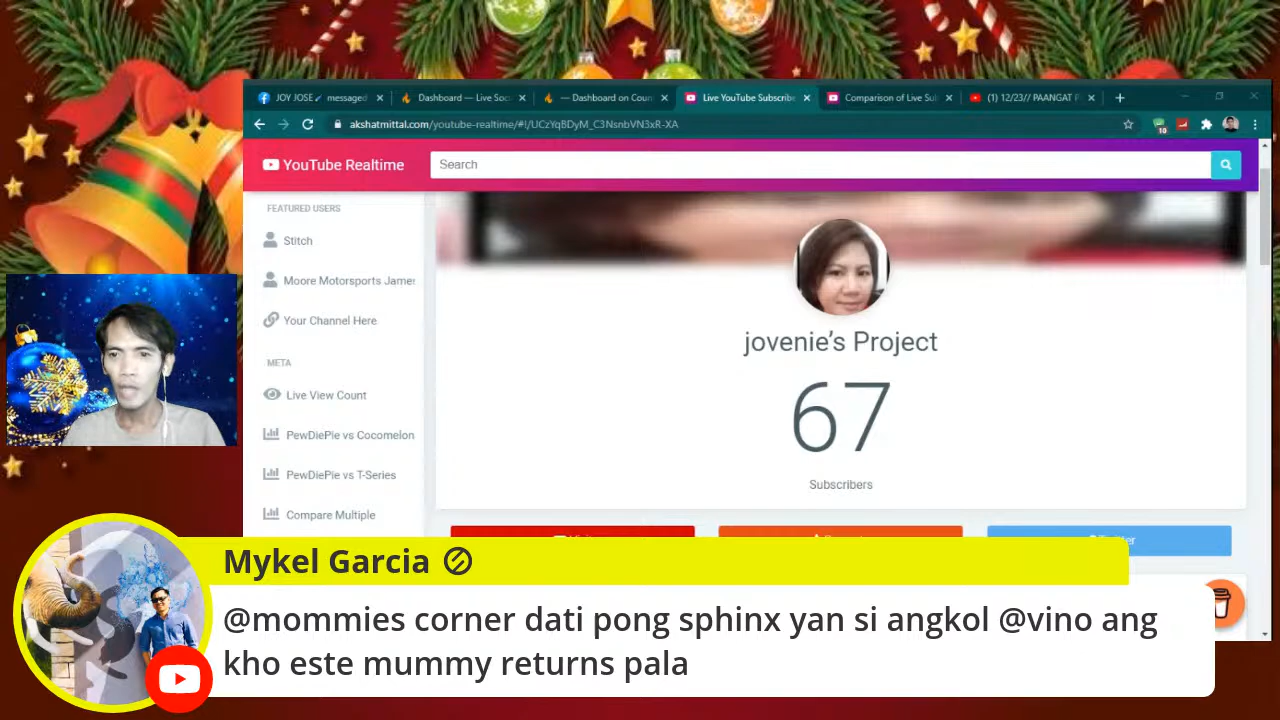 JOY JOSE✓ messaged
Dashboard — Live Soc
— Dashboard on Coun
Live YouTube Subscribe
Comparison of Live Sub
(1) 12/23// PAANGAT P
akshatmittal.com/youtube-realtime/#!/UCzYqBDyM_C3NsnbVN3xR-XA
10
YouTube Realtime
Search
FEATURED USERS
Stitch
Moore Motorsports James
Your Channel Here
META
Live View Count
PewDiePie vs Cocomelon
PewDiePie vs T-Series
Compare Multiple
jovenie's Project
67
Subscribers
Mykel Garcia
@mommies corner dati pong sphinx yan si angkol @vino ang
kho este mummy returns pala